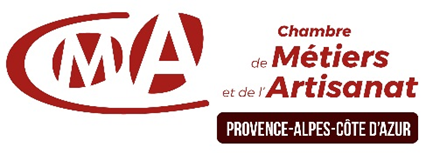 CMA
Chambre
de Métiers
et de l'Artisanat
PROVENCE-ALPES-CÔTE D'AZUR